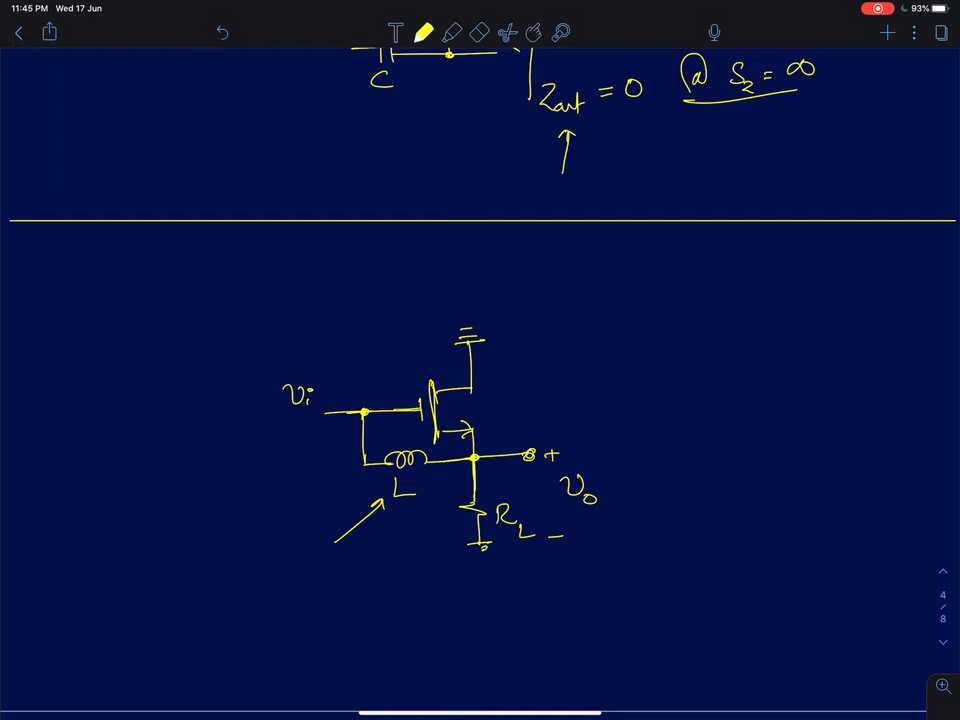 11:45 PM Wed 17 Jun
93%
T
C
Zout = 0
@ S₂ = ∞
Vi
L
+
Vo
RL
−
4
/
8